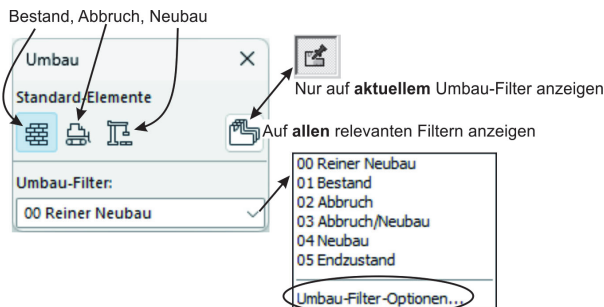 Bestand, Abbruch, Neubau
Umbau
Standard-Elemente
Nur auf aktuellem Umbau-Filter anzeigen
Auf allen relevanten Filtern anzeigen
Umbau-Filter:
00 Reiner Neubau
00 Reiner Neubau
01 Bestand
02 Abbruch
03 Abbruch/Neubau
04 Neubau
05 Endzustand
Umbau-Filter-Optionen...